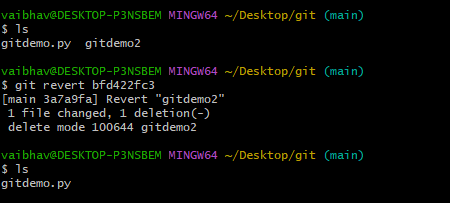 vaibhav@DESKTOP-P3NSBEM MINGW64 ~/Desktop/git (main)
$ ls
gitdemo.py  gitdemo2
vaibhav@DESKTOP-P3NSBEM MINGW64 ~/Desktop/git (main)
$ git revert bfd422fc3
[main 3a7a9fa] Revert "gitdemo2"
 1 file changed, 1 deletion(-)
 delete mode 100644 gitdemo2
vaibhav@DESKTOP-P3NSBEM MINGW64 ~/Desktop/git (main)
$ ls
gitdemo.py